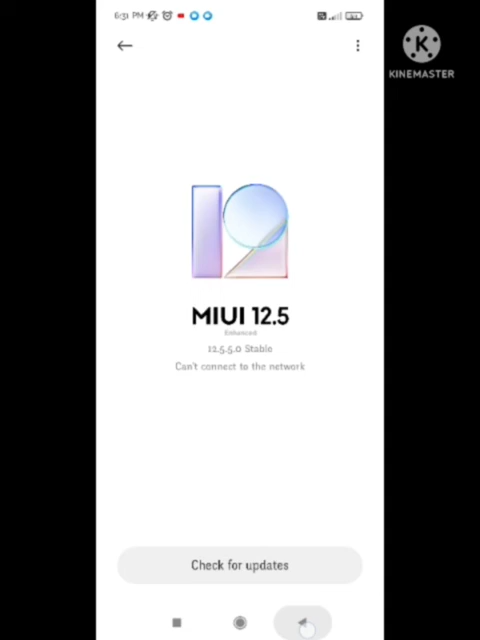 6:31 PM
K
KINEMASTER
12
MIUI 12.5
Enhanced
12.5.5.0 Stable
Can't connect to the network
Check for updates